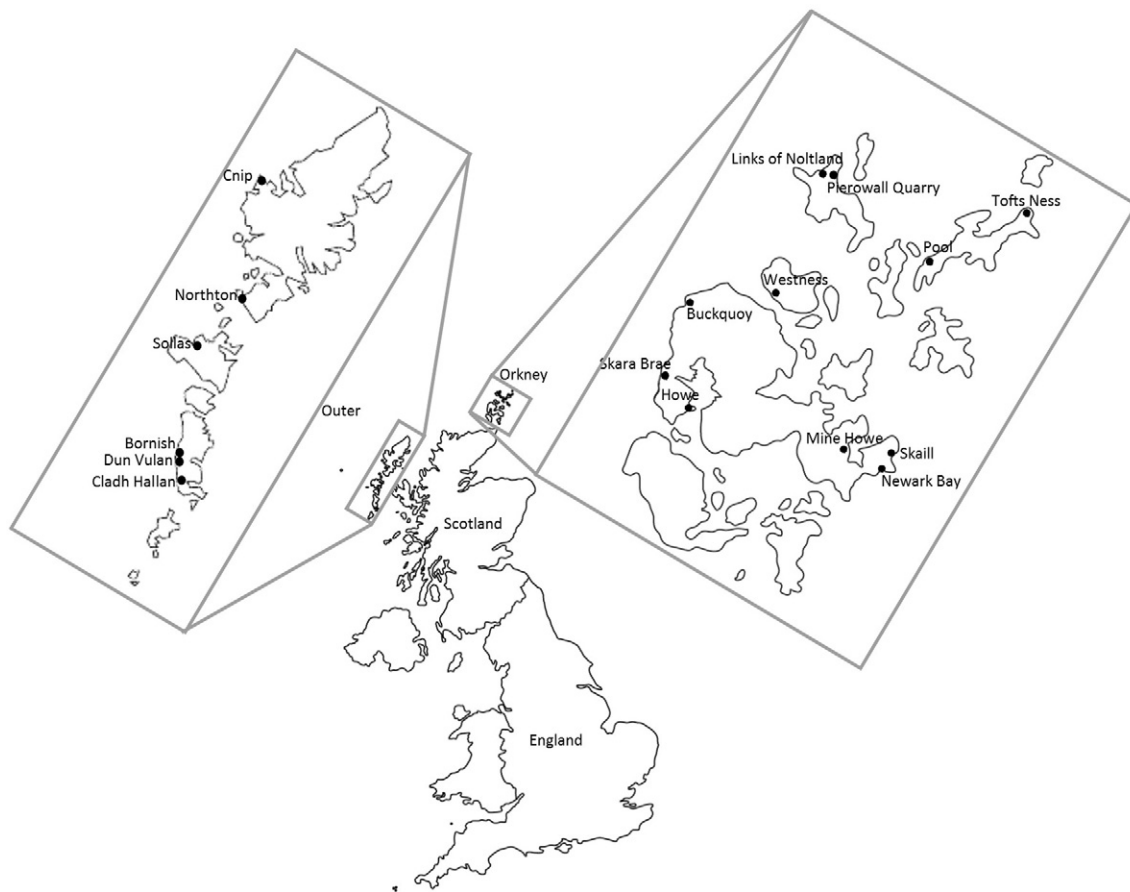 Cnip
Northton
Sollas
Bornish
Dun Vulan
Cladh Hallan
Outer
Orkney
Scotland
England
Links of Noltland
Pierowall Quarry
Tofts Ness
Pool
Westness
Buckquoy
Skara Brae
Howe
Mine Howe
Skaill
Newark Bay